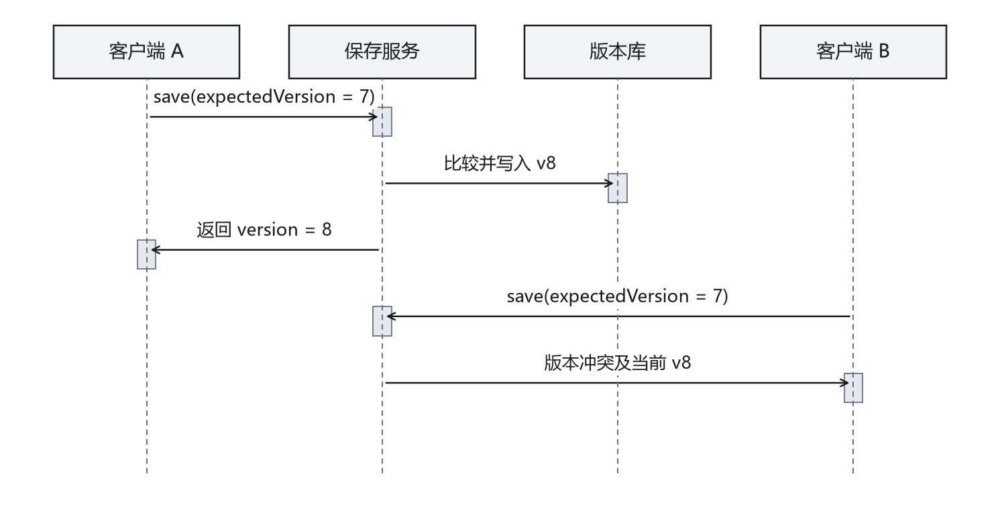 客户端 A
保存服务
版本库
客户端 B
save(expectedVersion = 7)
比较并写入 v8
返回 version = 8
save(expectedVersion = 7)
版本冲突及当前 v8